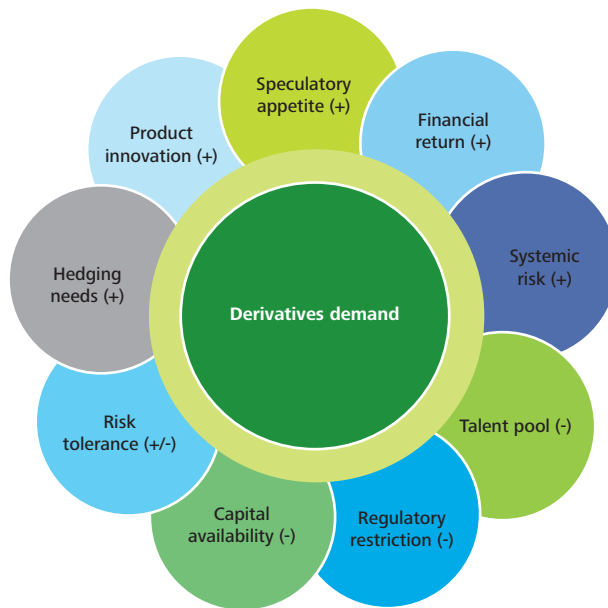 Speculatory
appetite (+)
Financial
return (+)
Systemic
risk (+)
Talent pool (-)
Regulatory
restriction (-)
Capital
availability (-)
Risk
tolerance (+/-)
Hedging
needs (+)
Product
innovation (+)
Derivatives demand